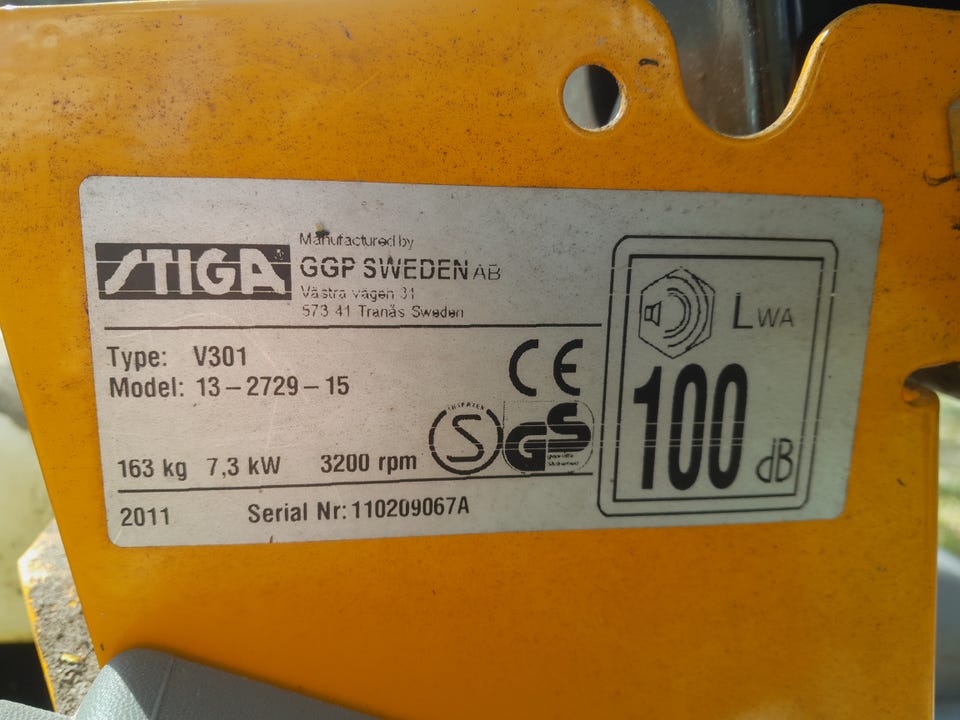 STIGA
Manufactured by
GGP SWEDEN AB
Västra vägen 31
573 41 Tranås Sweden
Type: V301
Model: 13-2729-15
CE
S
GS
163 kg 7,3 kW 3200 rpm
2011 Serial Nr: 110209067A
LWA
100
dB